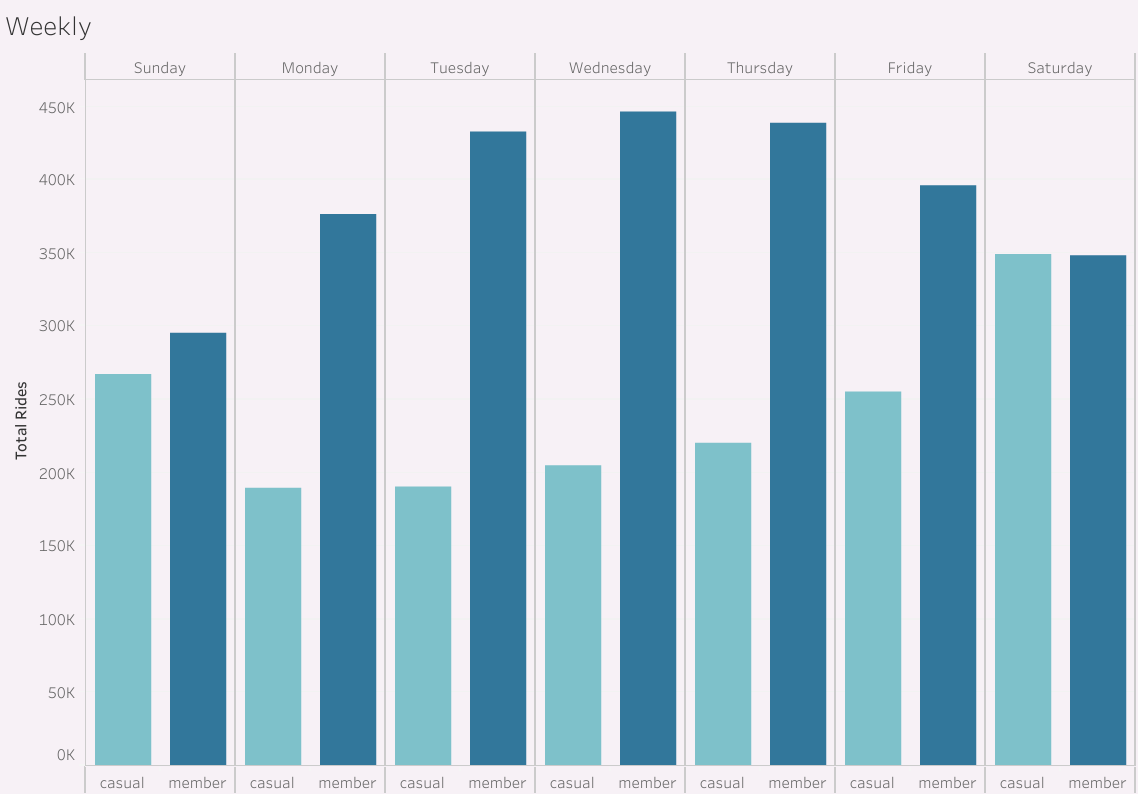 Weekly
Sunday Monday Tuesday Wednesday Thursday Friday Saturday
450K
400K
350K
300K
250K
200K
150K
100K
50K
0K
Total Rides
casual member casual member casual member casual member casual member casual member casual member